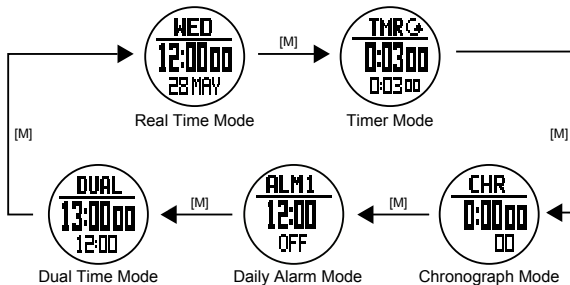 WED
12:00 00
28 MAY
Real Time Mode
[M]
TMR
0:03 00
0:03 00
Timer Mode
[M]
[M]
DUAL
13:00 00
12:00
Dual Time Mode
[M]
ALM1
12:00
OFF
Daily Alarm Mode
[M]
CHR
0:00 00
00
Chronograph Mode